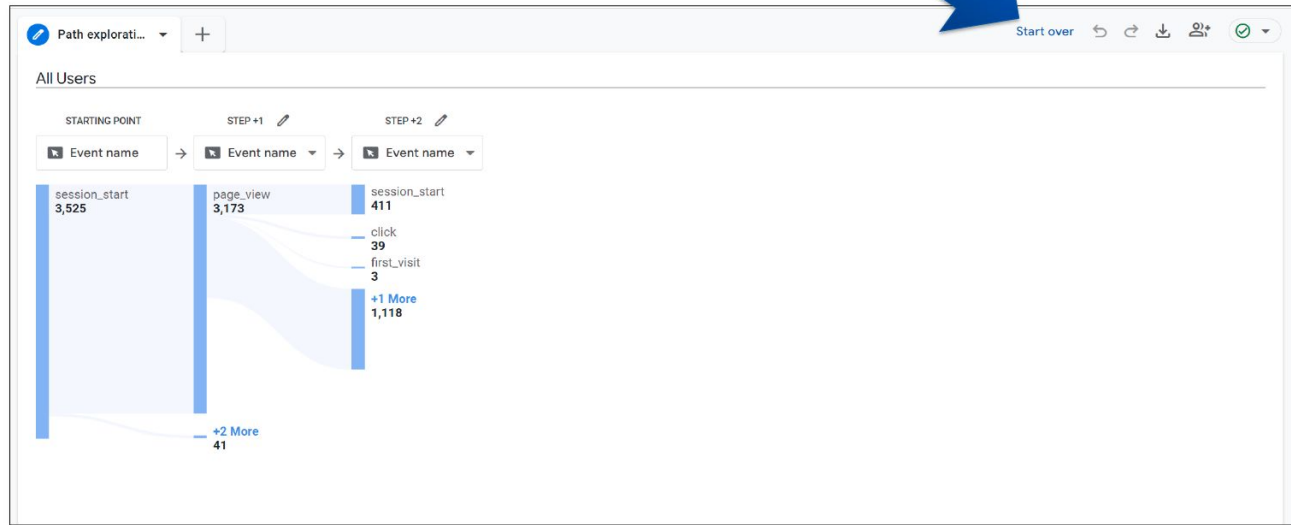 Path explorati...
Start over
All Users
STARTING POINT
STEP +1
STEP +2
Event name
Event name
Event name
session_start
3,525
page_view
3,173
session_start
411
click
39
first_visit
3
+1 More
1,118
+2 More
41